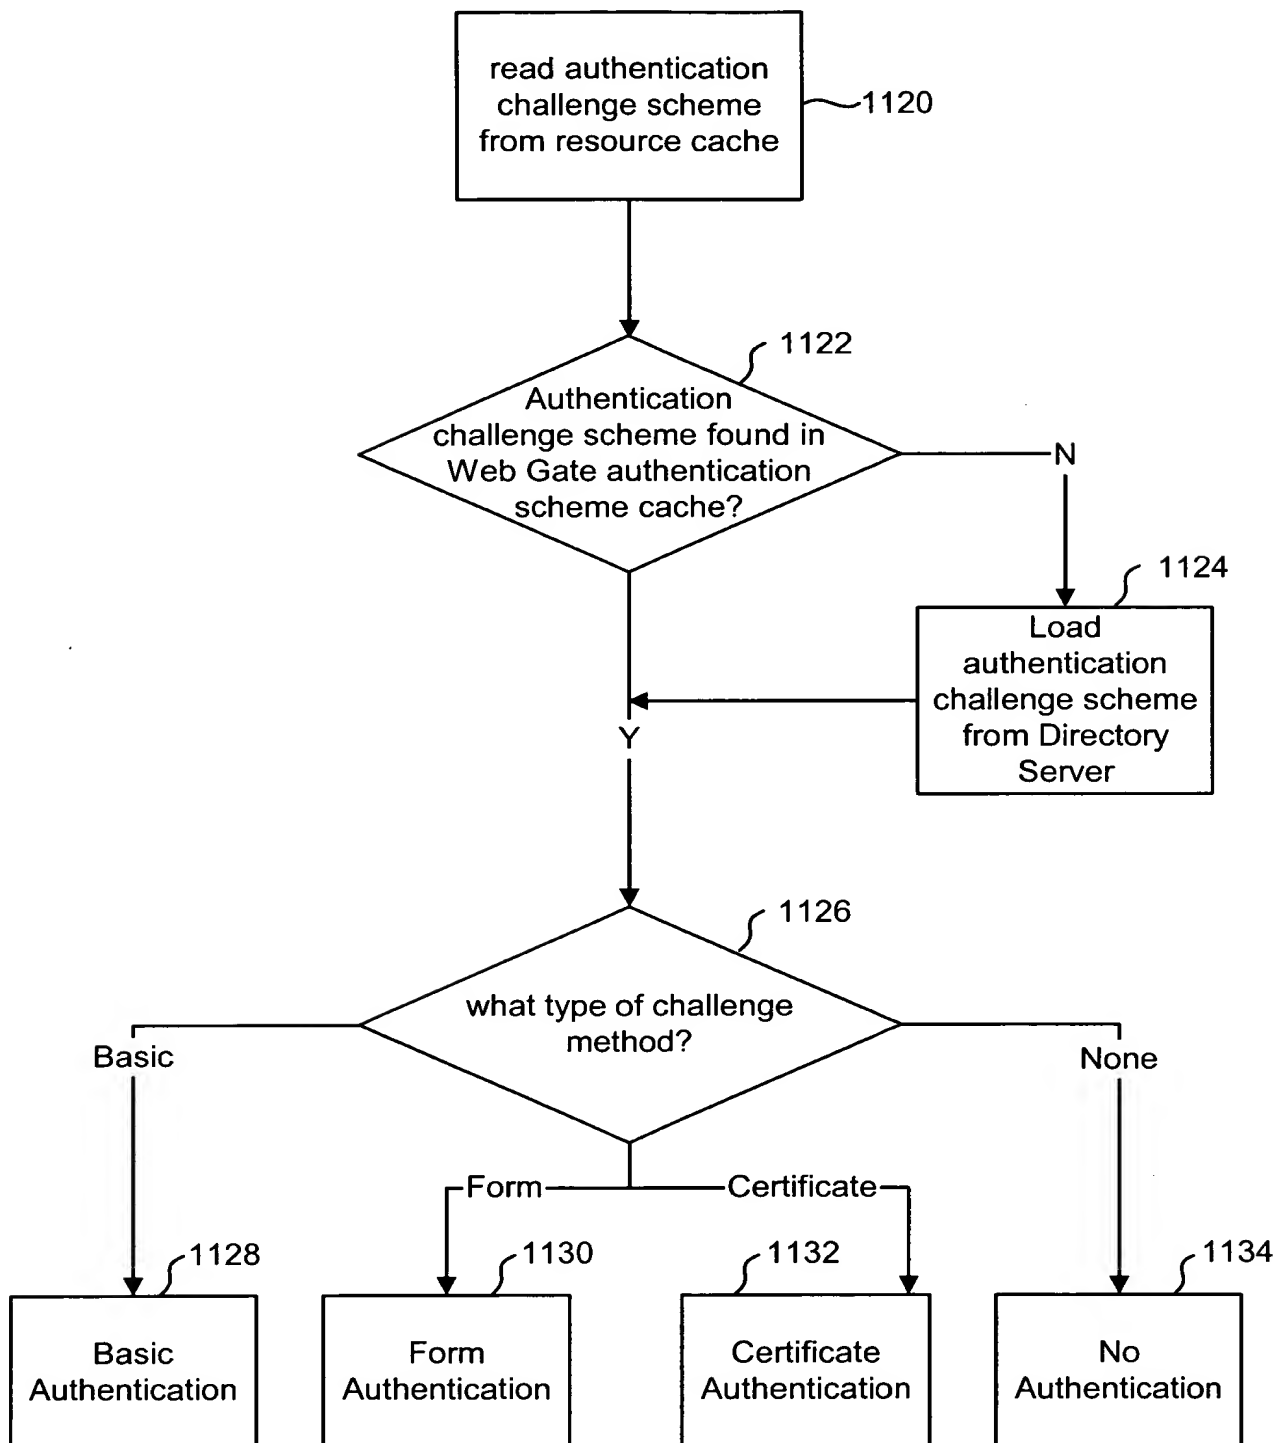 read authentication
challenge scheme
from resource cache
1120
1122
Authentication
challenge scheme found in
Web Gate authentication
scheme cache?
N
1124
Load
authentication
challenge scheme
from Directory
Server
Y
1126
what type of challenge
method?
Basic
None
Form
Certificate
1128
1130
1132
1134
Basic
Authentication
Form
Authentication
Certificate
Authentication
No
Authentication